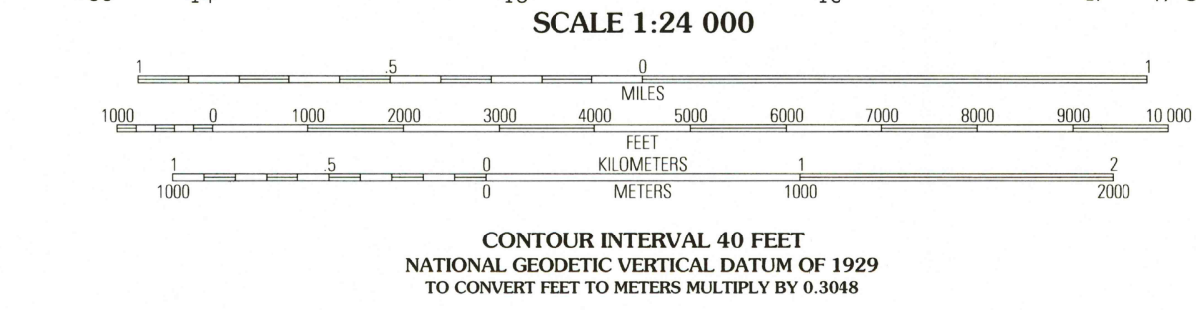 SCALE 1:24 000
1 .5 0 1
MILES
1000 0 1000 2000 3000 4000 5000 6000 7000 8000 9000 10 000
FEET
1 .5 0 KILOMETERS 1 2
1000 0 METERS 1000 2000
CONTOUR INTERVAL 40 FEET
NATIONAL GEODETIC VERTICAL DATUM OF 1929
TO CONVERT FEET TO METERS MULTIPLY BY 0.3048